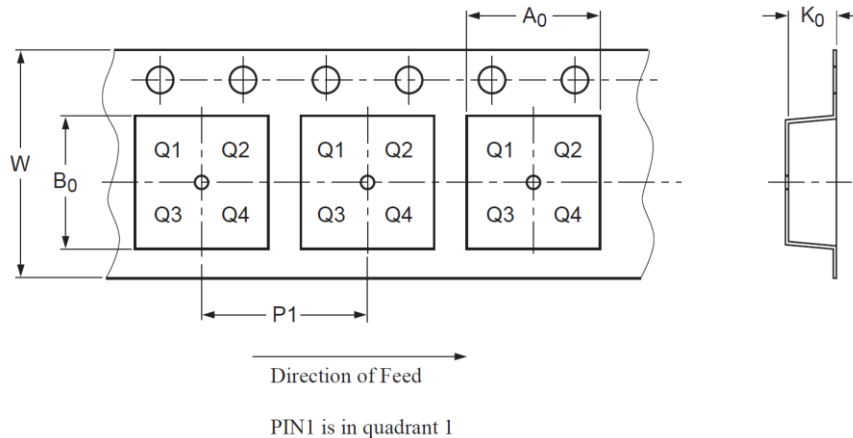 A0
K0
W
B0
Q1 Q2 Q1 Q2 Q1 Q2
Q3 Q4 Q3 Q4 Q3 Q4
P1
Direction of Feed
PIN1 is in quadrant 1